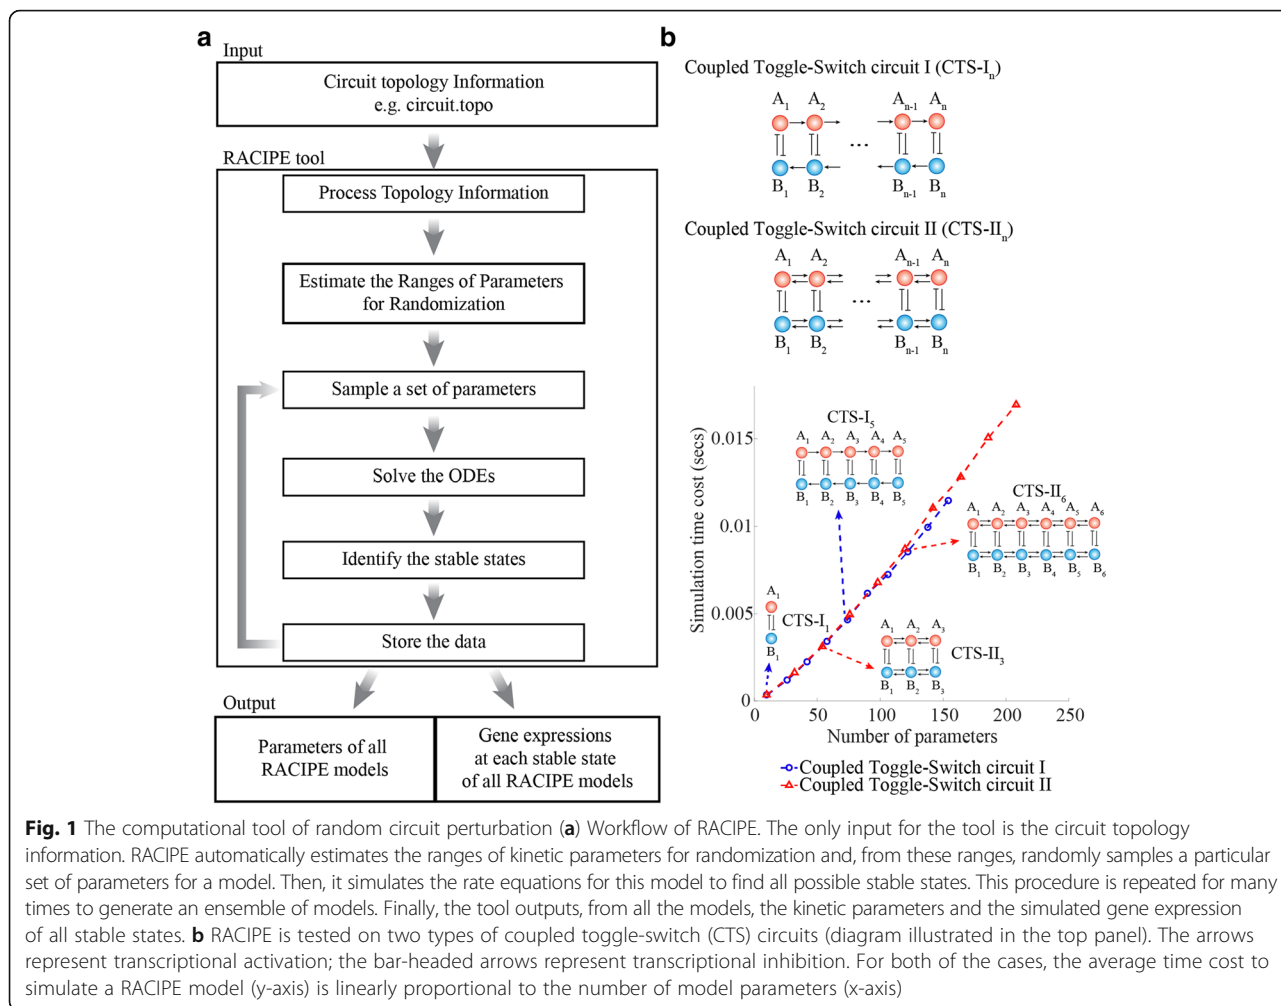 a
Input
Circuit topology Information
e.g. circuit.topo
RACIPE tool
Process Topology Information
Estimate the Ranges of Parameters
for Randomization
Sample a set of parameters
Solve the ODEs
Identify the stable states
Store the data
Output
Parameters of all
RACIPE models
Gene expressions
at each stable state
of all RACIPE models
b
Coupled Toggle-Switch circuit I (CTS-In)
A1 A2 An-1 An
...
B1 B2 Bn-1 Bn
Coupled Toggle-Switch circuit II (CTS-IIn)
A1 A2 An-1 An
...
B1 B2 Bn-1 Bn
Simulation time cost (secs)
0.015
0.01
0.005
0
CTS-I5
A1 A2 A3 A4 A5
B1 B2 B3 B4 B5
CTS-II6
A1 A2 A3 A4 A5 A6
B1 B2 B3 B4 B5 B6
A1
CTS-I1
B1
A1 A2 A3
CTS-II3
B1 B2 B3
0 50 100 150 200 250
Number of parameters
Coupled Toggle-Switch circuit I
Coupled Toggle-Switch circuit II
Fig. 1 The computational tool of random circuit perturbation (a) Workflow of RACIPE. The only input for the tool is the circuit topology
information. RACIPE automatically estimates the ranges of kinetic parameters for randomization and, from these ranges, randomly samples a particular
set of parameters for a model. Then, it simulates the rate equations for this model to find all possible stable states. This procedure is repeated for many
times to generate an ensemble of models. Finally, the tool outputs, from all the models, the kinetic parameters and the simulated gene expression
of all stable states. b RACIPE is tested on two types of coupled toggle-switch (CTS) circuits (diagram illustrated in the top panel). The arrows
represent transcriptional activation; the bar-headed arrows represent transcriptional inhibition. For both of the cases, the average time cost to
simulate a RACIPE model (y-axis) is linearly proportional to the number of model parameters (x-axis)